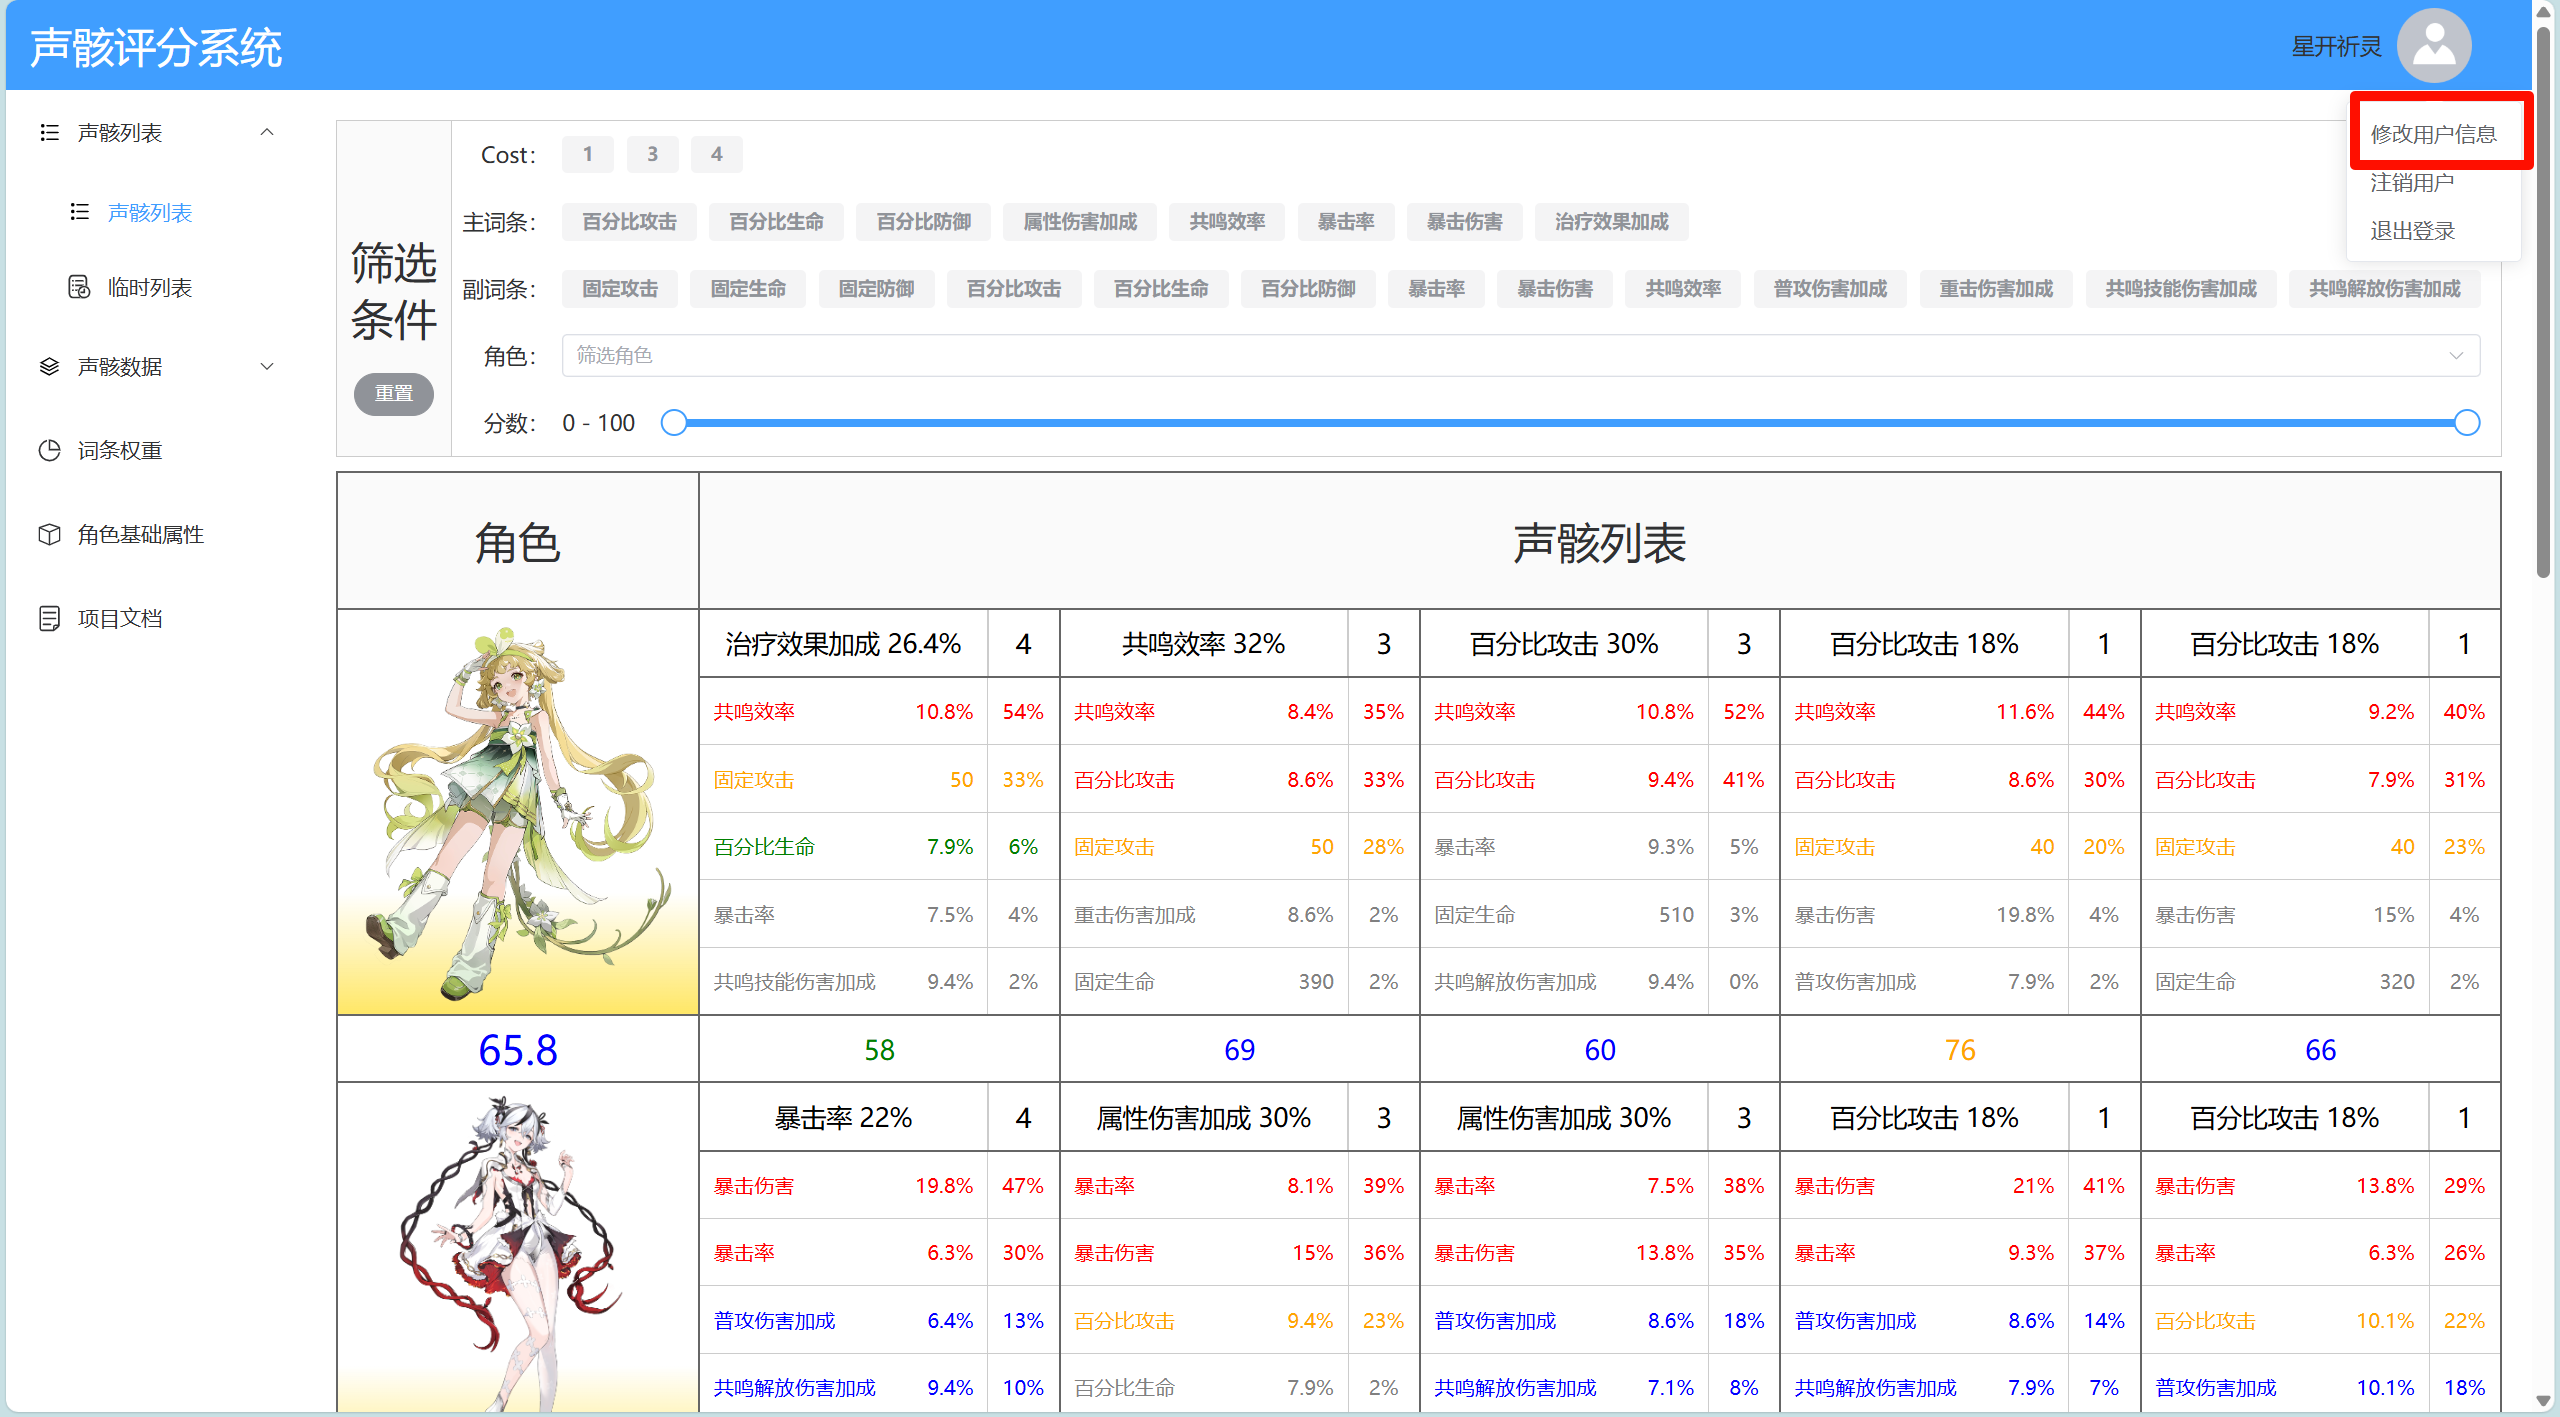 声骸评分系统
星开祈灵
修改用户信息
注销用户
退出登录
声骸列表
声骸列表
临时列表
声骸数据
词条权重
角色基础属性
项目文档
筛选条件
重置
Cost： 1 3 4
主词条： 百分比攻击 百分比生命 百分比防御 属性伤害加成 共鸣效率 暴击率 暴击伤害 治疗效果加成
副词条： 固定攻击 固定生命 固定防御 百分比攻击 百分比生命 百分比防御 暴击率 暴击伤害 共鸣效率 普攻伤害加成 重击伤害加成 共鸣技能伤害加成 共鸣解放伤害加成
角色： 筛选角色
分数： 0 - 100
角色 声骸列表
治疗效果加成 26.4% 4 共鸣效率 32% 3 百分比攻击 30% 3 百分比攻击 18% 1 百分比攻击 18% 1
共鸣效率 10.8% 54% 共鸣效率 8.4% 35% 共鸣效率 10.8% 52% 共鸣效率 11.6% 44% 共鸣效率 9.2% 40%
固定攻击 50 33% 百分比攻击 8.6% 33% 百分比攻击 9.4% 41% 百分比攻击 8.6% 30% 百分比攻击 7.9% 31%
百分比生命 7.9% 6% 固定攻击 50 28% 暴击率 9.3% 5% 固定攻击 40 20% 固定攻击 40 23%
暴击率 7.5% 4% 重击伤害加成 8.6% 2% 固定生命 510 3% 暴击伤害 19.8% 4% 暴击伤害 15% 4%
共鸣技能伤害加成 9.4% 2% 固定生命 390 2% 共鸣解放伤害加成 9.4% 0% 普攻伤害加成 7.9% 2% 固定生命 320 2%
65.8 58 69 60 76 66
暴击率 22% 4 属性伤害加成 30% 3 属性伤害加成 30% 3 百分比攻击 18% 1 百分比攻击 18% 1
暴击伤害 19.8% 47% 暴击率 8.1% 39% 暴击率 7.5% 38% 暴击伤害 21% 41% 暴击伤害 13.8% 29%
暴击率 6.3% 30% 暴击伤害 15% 36% 暴击伤害 13.8% 35% 暴击率 9.3% 37% 暴击率 6.3% 26%
普攻伤害加成 6.4% 13% 百分比攻击 9.4% 23% 普攻伤害加成 8.6% 18% 普攻伤害加成 8.6% 14% 百分比攻击 10.1% 22%
共鸣解放伤害加成 9.4% 10% 百分比生命 7.9% 2% 共鸣解放伤害加成 7.1% 8% 共鸣解放伤害加成 7.9% 7% 普攻伤害加成 10.1% 18%